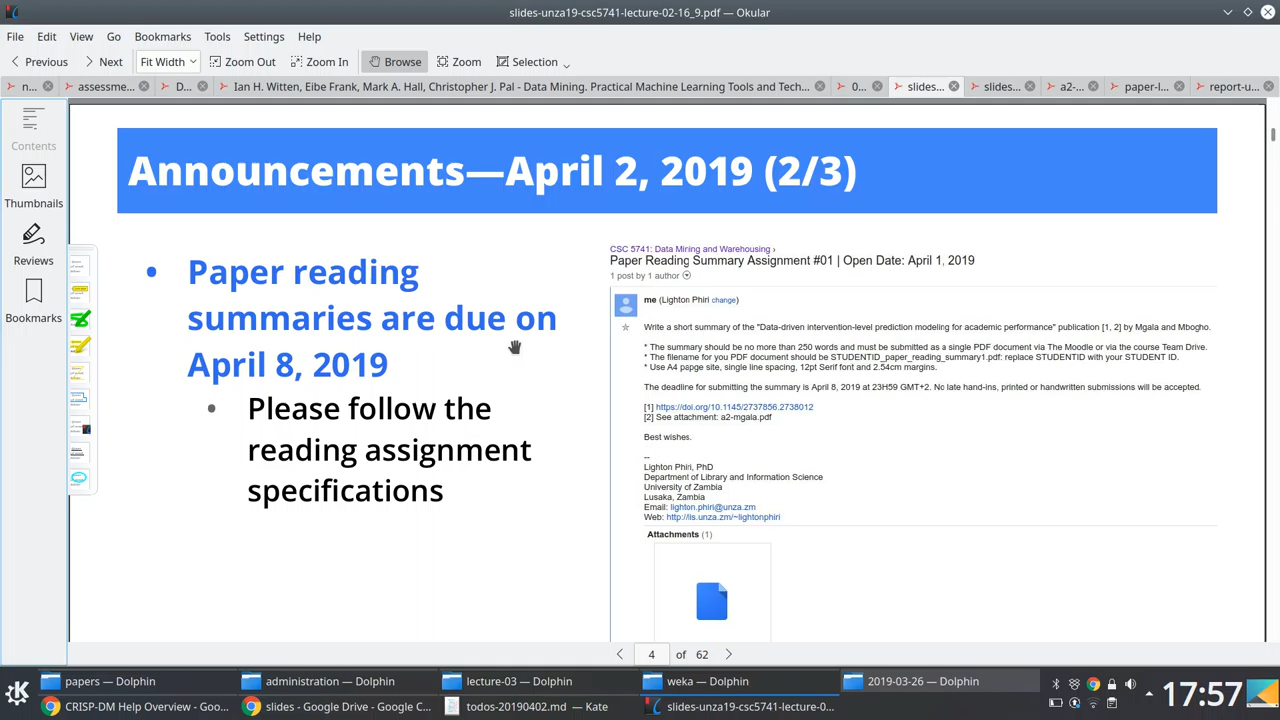 slides-unza19-csc5741-lecture-02-16_9.pdf — Okular
File Edit View Go Bookmarks Tools Settings Help
Previous Next Fit Width Zoom Out Zoom In Browse Zoom Selection
n... assessme... D... Ian H. Witten, Eibe Frank, Mark A. Hall, Christopher J. Pal - Data Mining. Practical Machine Learning Tools and Tech... 0... slides... slides... a2-... paper-l... report-u...
Contents
Thumbnails
Reviews
Bookmarks
Announcements—April 2, 2019 (2/3)
• Paper reading
summaries are due on
April 8, 2019
• Please follow the
reading assignment
specifications
CSC 5741: Data Mining and Warehousing ›
Paper Reading Summary Assignment #01 | Open Date: April 1, 2019
1 post by 1 author
me (Lighton Phiri change)
Write a short summary of the "Data-driven intervention-level prediction modeling for academic performance" publication [1, 2] by Mgala and Mbogho.
* The summary should be no more than 250 words and must be submitted as a single PDF document via The Moodle or via the course Team Drive.
* The filename for you PDF document should be STUDENTID_paper_reading_summary1.pdf: replace STUDENTID with your STUDENT ID.
* Use A4 papge site, single line spacing, 12pt Serif font and 2.54cm margins.
The deadline for submitting the summary is April 8, 2019 at 23H59 GMT+2. No late hand-ins, printed or handwritten submissions will be accepted.
[1] https://doi.org/10.1145/2737856.2738012
[2] See attachment: a2-mgala.pdf
Best wishes.
--
Lighton Phiri, PhD
Department of Library and Information Science
University of Zambia
Lusaka, Zambia
Email: lighton.phiri@unza.zm
Web: http://lis.unza.zm/~lightonphiri
Attachments (1)
4 of 62
papers — Dolphin administration — Dolphin lecture-03 — Dolphin weka — Dolphin 2019-03-26 — Dolphin
CRISP-DM Help Overview - Goo... slides - Google Drive - Google C... todos-20190402.md — Kate slides-unza19-csc5741-lecture-0...
17:57